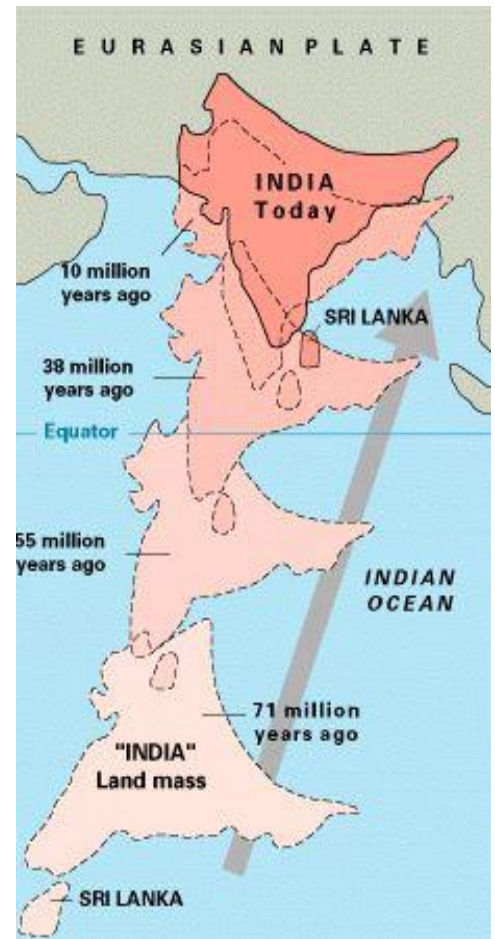 EURASIAN PLATE
INDIA
Today
10 million
years ago
SRI LANKA
38 million
years ago
Equator
55 million
years ago
INDIAN
OCEAN
71 million
years ago
"INDIA"
Land mass
SRI LANKA